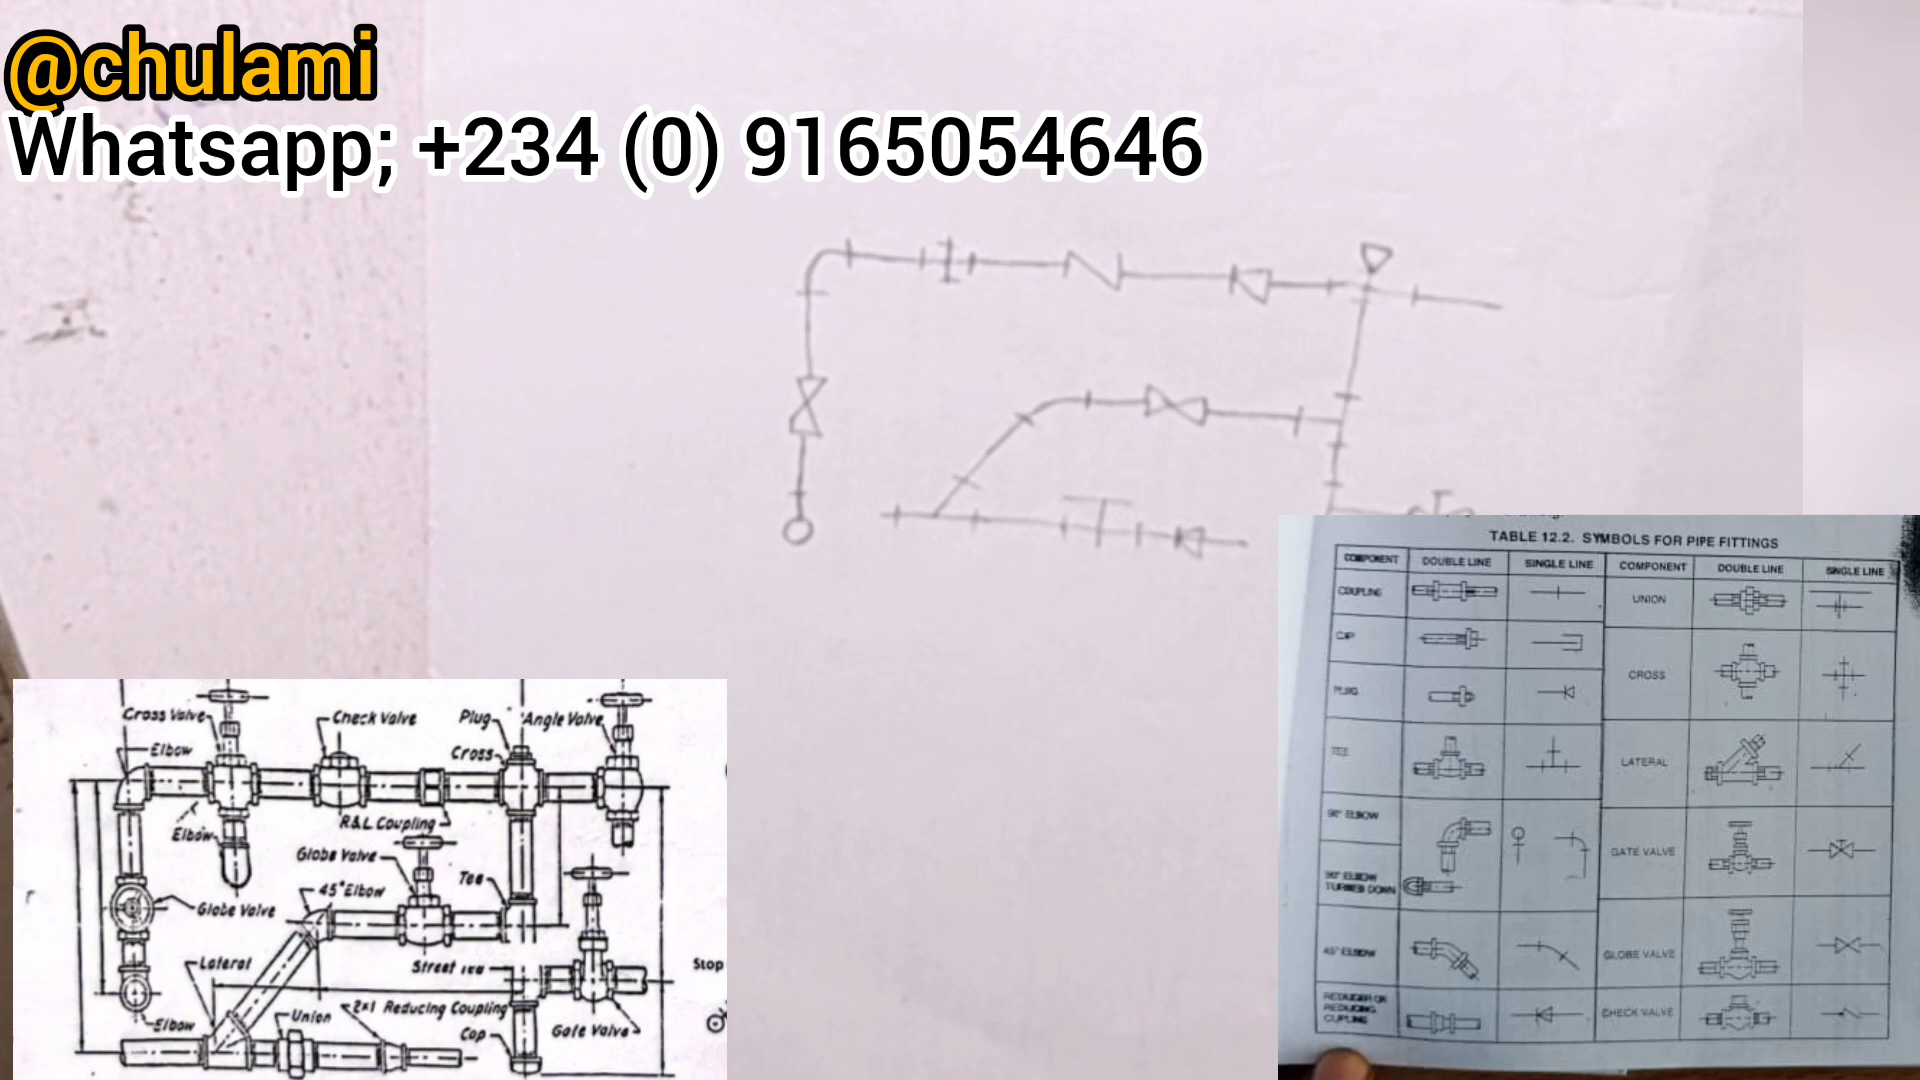 @chulami
Whatsapp; +234 (0) 9165054646
Cross Valve
Check Valve
Plug
Angle Valve
Elbow
Cross
R&L Coupling
Elbow
Globe Valve
Tee
45° Elbow
Globe Valve
Lateral
Street
Stop
2x1 Reducing Coupling
Union
Elbow
Cap
Gate Valve
TABLE 12.2. SYMBOLS FOR PIPE FITTINGS
COMPONENT DOUBLE LINE SINGLE LINE COMPONENT DOUBLE LINE SINGLE LINE
COUPLING
UNION
CAP
CROSS
PLUG
TEE
LATERAL
90° ELBOW
GATE VALVE
90° ELBOW
TURNED DOWN
45° ELBOW
GLOBE VALVE
REDUCER OR
REDUCING
CUPLING
CHECK VALVE